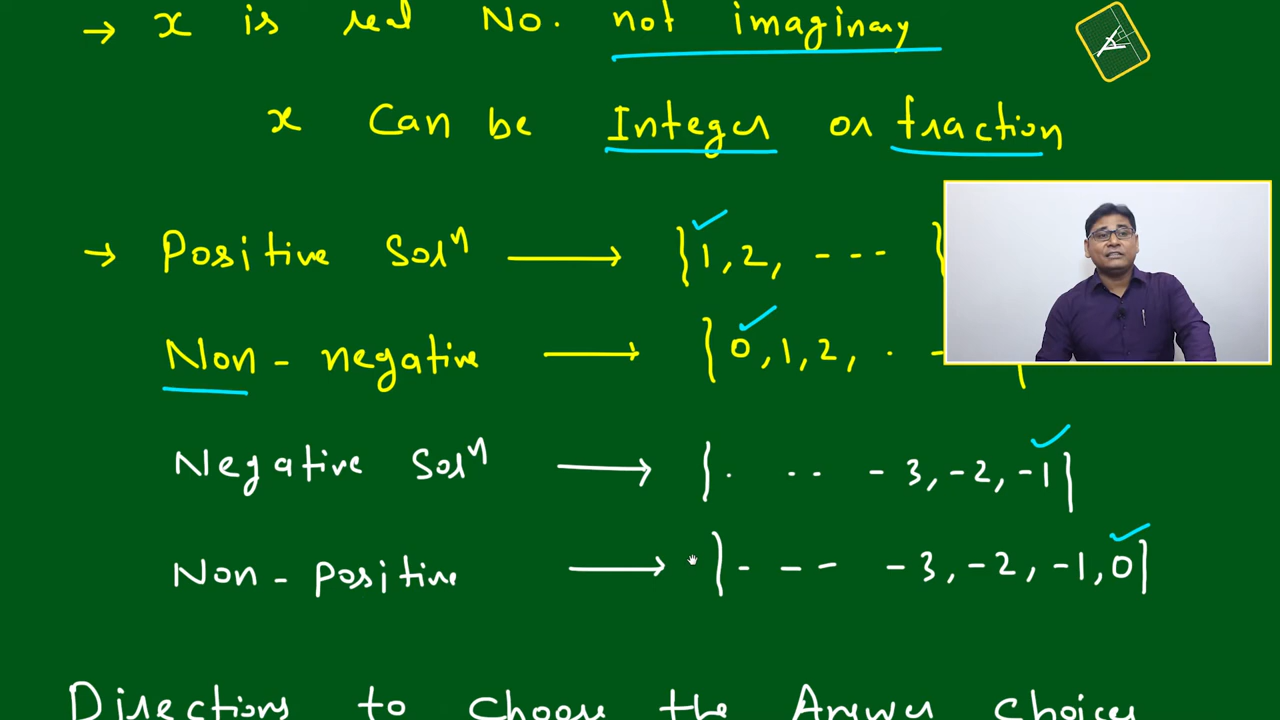 → x is real No. not imaginary
x Can be Integer or fraction
→ Positive Solⁿ → {1, 2, - - - }
Non - negative → {0, 1, 2, . - }
Negative Solⁿ → {. .. - 3, -2, -1}
Non - positive → {- -- - 3, -2, -1, 0}
Directions to choose the Answer choices